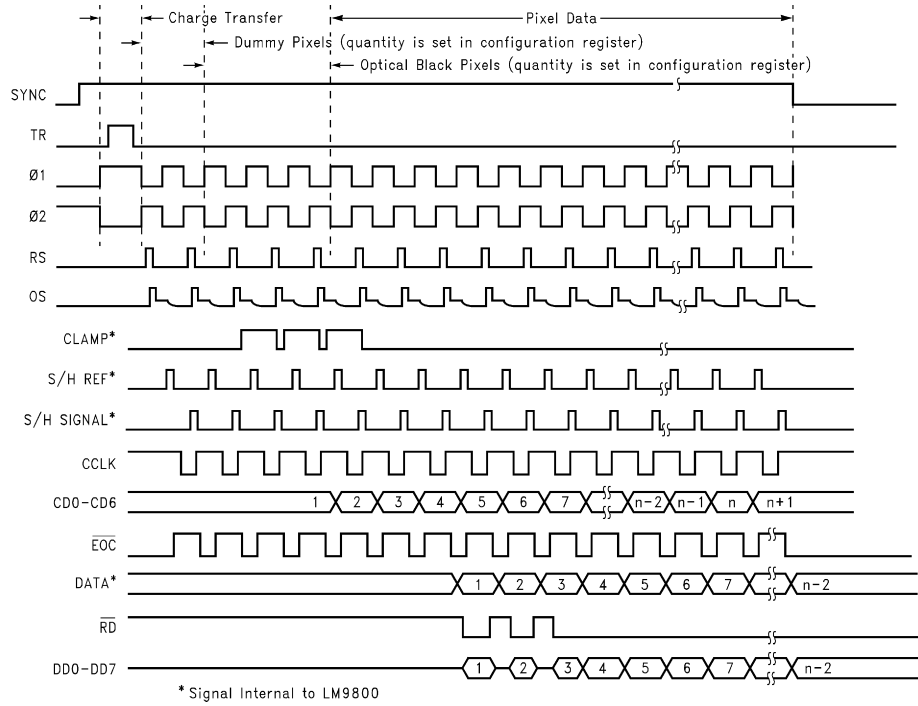 Charge Transfer
Pixel Data
Dummy Pixels (quantity is set in configuration register)
Optical Black Pixels (quantity is set in configuration register)
SYNC
TR
Ø1
Ø2
RS
OS
CLAMP*
S/H REF*
S/H SIGNAL*
CCLK
CD0-CD6 1 2 3 4 5 6 7 n-2 n-1 n n+1
EOC
DATA* 1 2 3 4 5 6 7 n-2
RD
DD0-DD7 1 2 3 4 5 6 7 n-2
* Signal Internal to LM9800